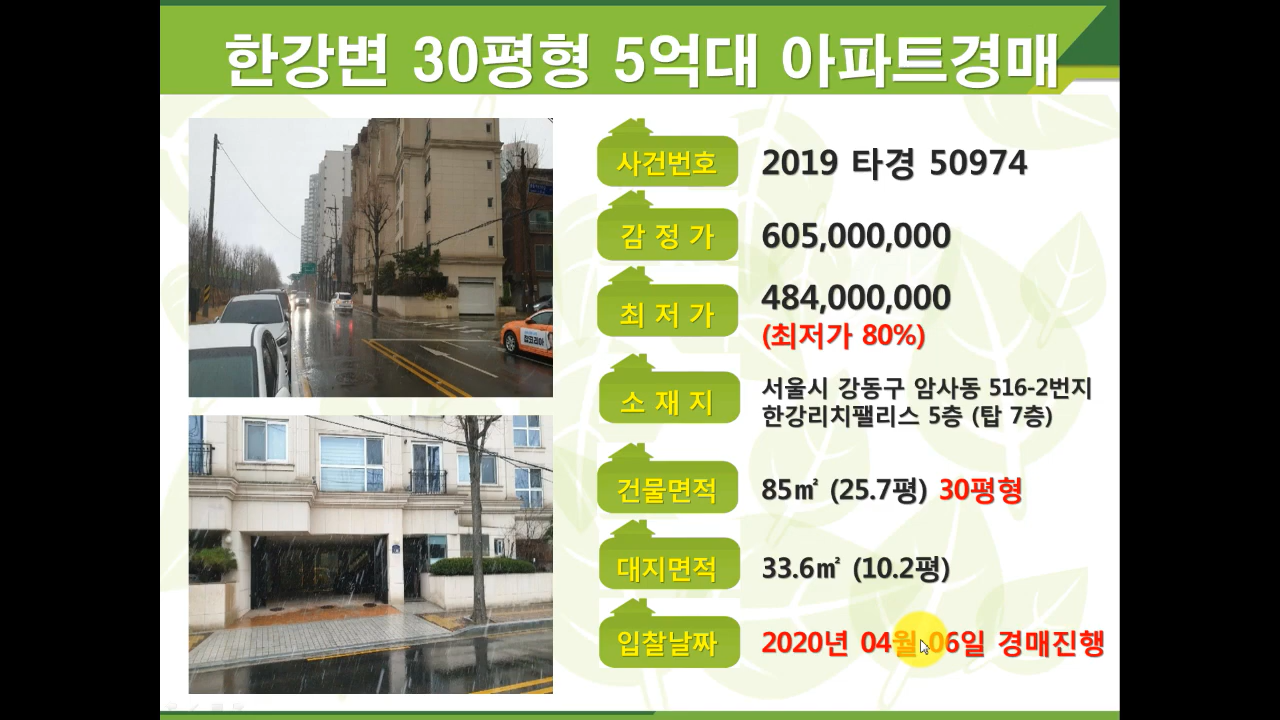 한강변 30평형 5억대 아파트경매
사건번호 2019 타경 50974
감 정 가 605,000,000
최 저 가 484,000,000
(최저가 80%)
소 재 지 서울시 강동구 암사동 516-2번지
한강리치팰리스 5층 (탑 7층)
건물면적 85㎡ (25.7평) 30평형
대지면적 33.6㎡ (10.2평)
입찰날짜 2020년 04월 06일 경매진행